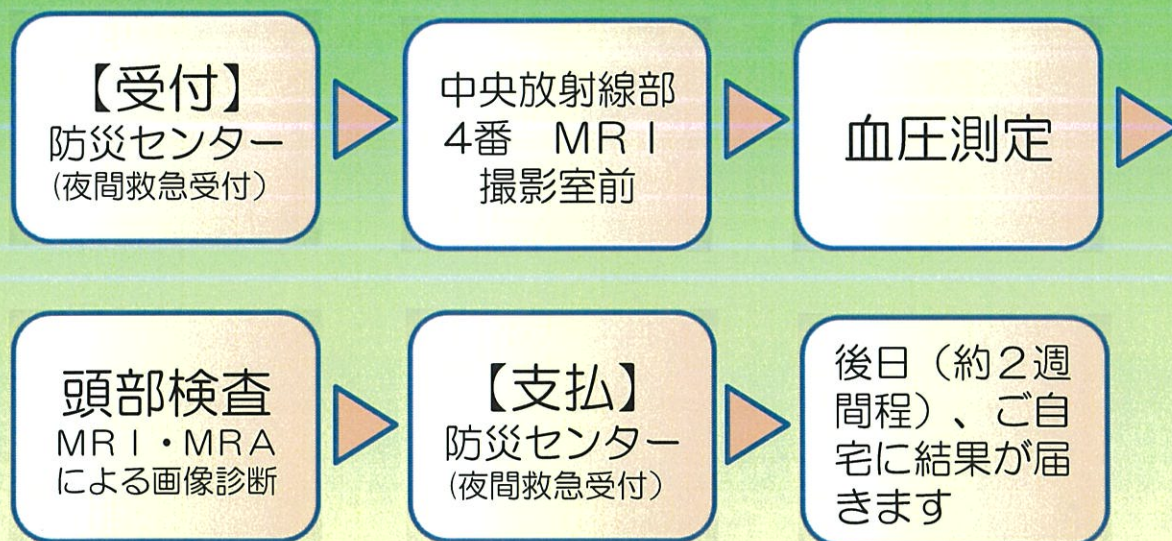 【受付】
防災センター
(夜間救急受付)
中央放射線部
4番　ＭＲＩ
撮影室前
血圧測定
頭部検査
ＭＲＩ・ＭＲＡ
による画像診断
【支払】
防災センター
(夜間救急受付)
後日（約２週
間程）、ご自
宅に結果が届
きます